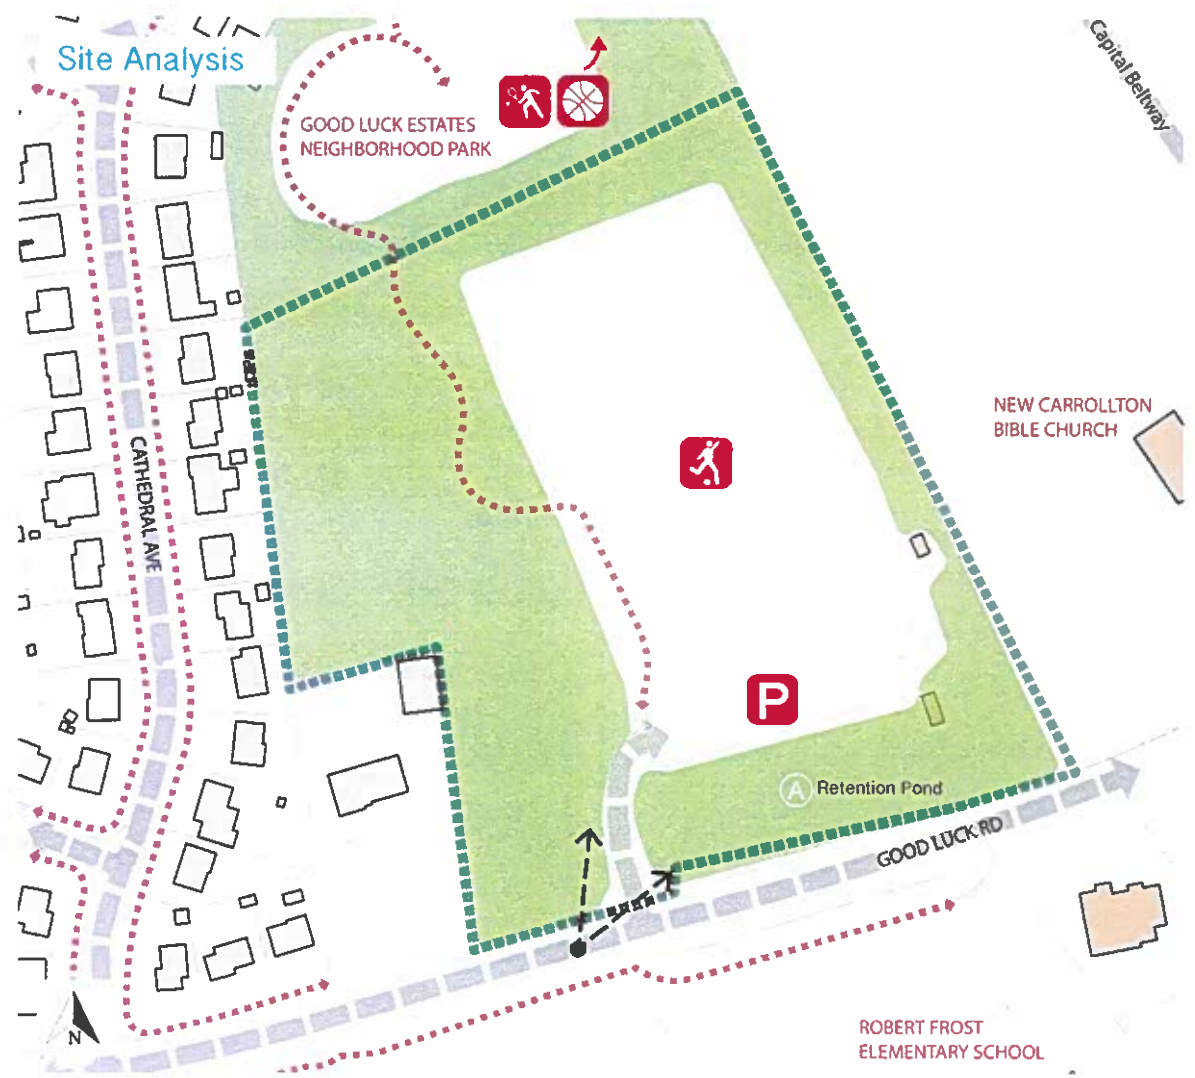 Site Analysis
Capital Beltway
GOOD LUCK ESTATES
NEIGHBORHOOD PARK
NEW CARROLLTON
BIBLE CHURCH
CATHEDRAL AVE
P
A Retention Pond
GOOD LUCK RD
N
ROBERT FROST
ELEMENTARY SCHOOL